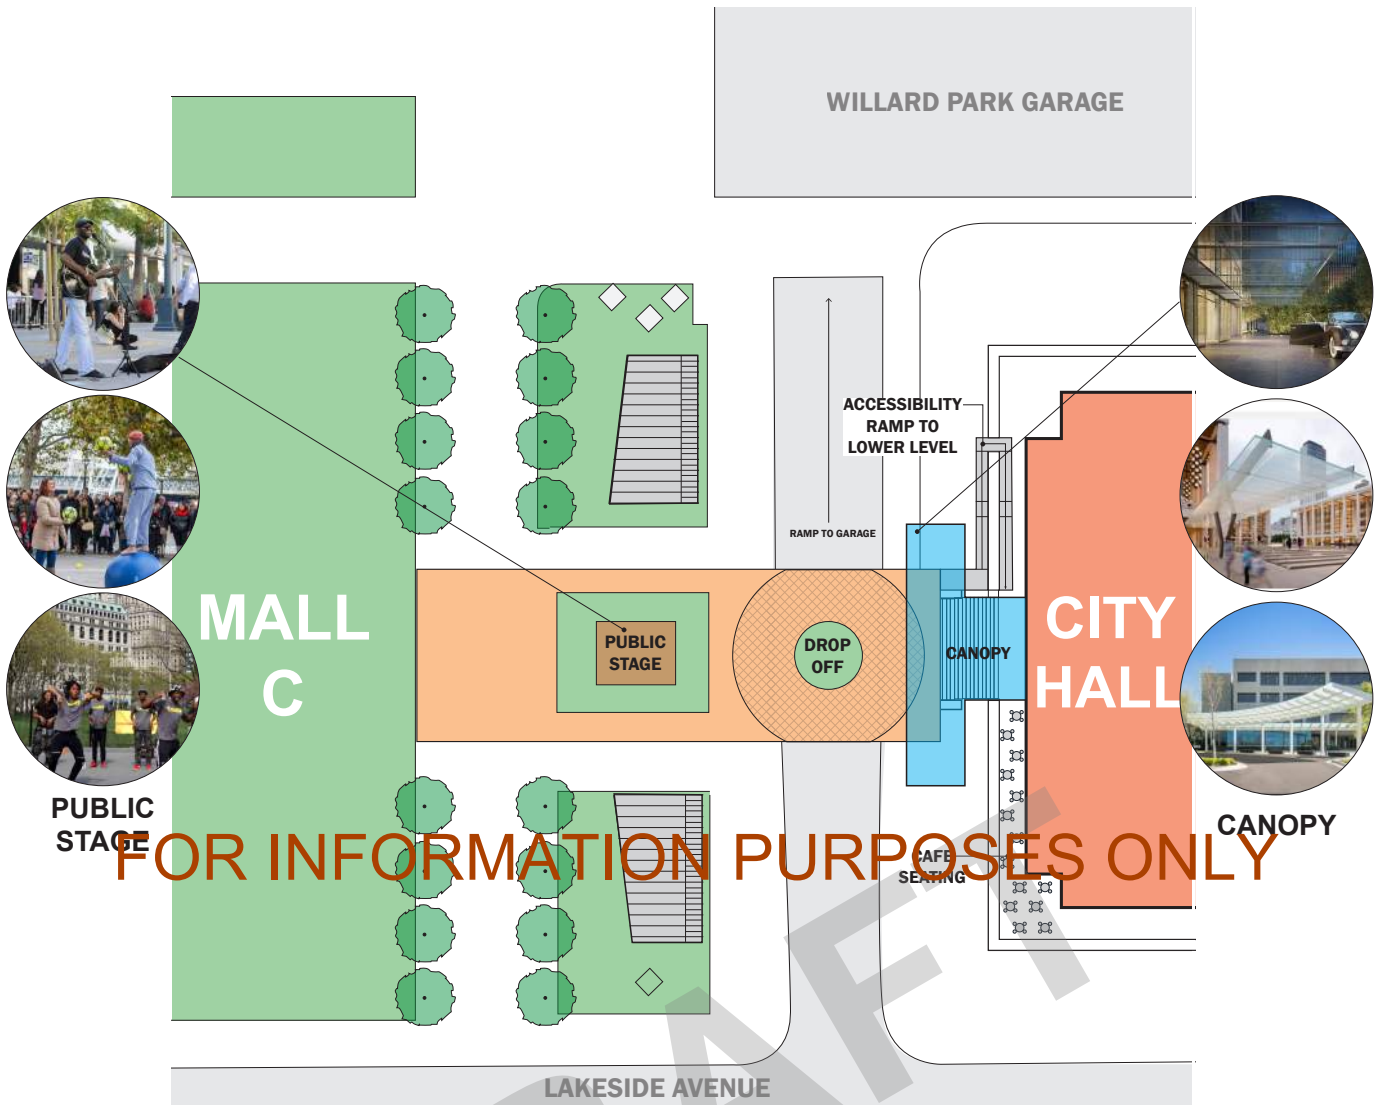 WILLARD PARK GARAGE
ACCESSIBILITY
RAMP TO
LOWER LEVEL
RAMP TO GARAGE
MALL
C
PUBLIC
STAGE
DROP
OFF
CANOPY
CITY
HALL
PUBLIC
STAGE
CANOPY
FOR INFORMATION PURPOSES ONLY
CAFE
SEATING
LAKESIDE AVENUE